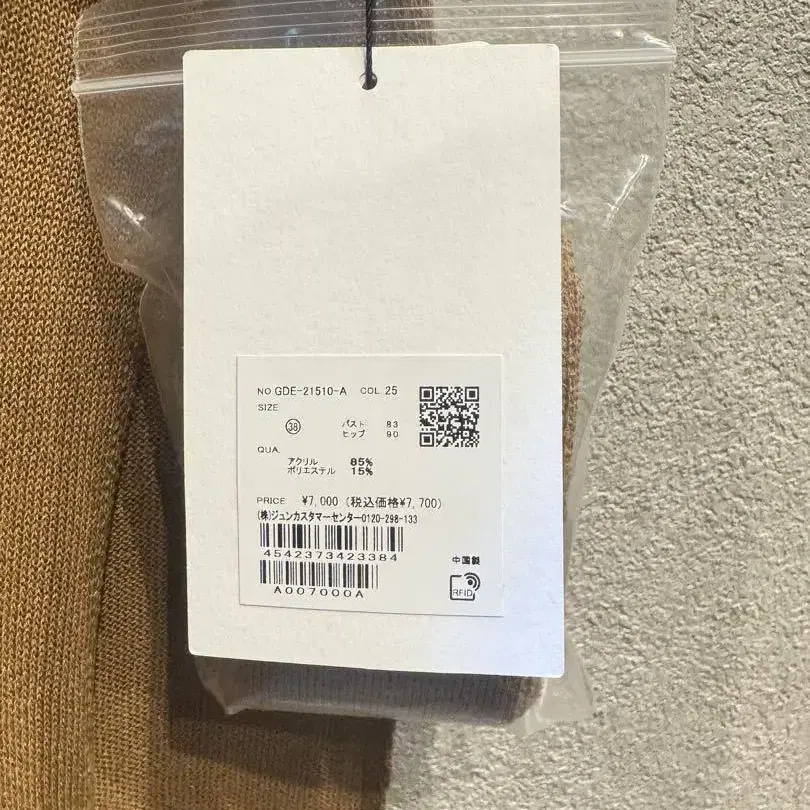 NO.GDE-21510-A COL.25
SIZE
38 バスト 83
ヒップ 90
QUA.
アクリル 85%
ポリエステル 15%
PRICE ¥7,000 (税込価格¥7,700)
(株)ジュンカスタマーセンター0120-298-133
4542373423384
中国製
A007000A
RFID